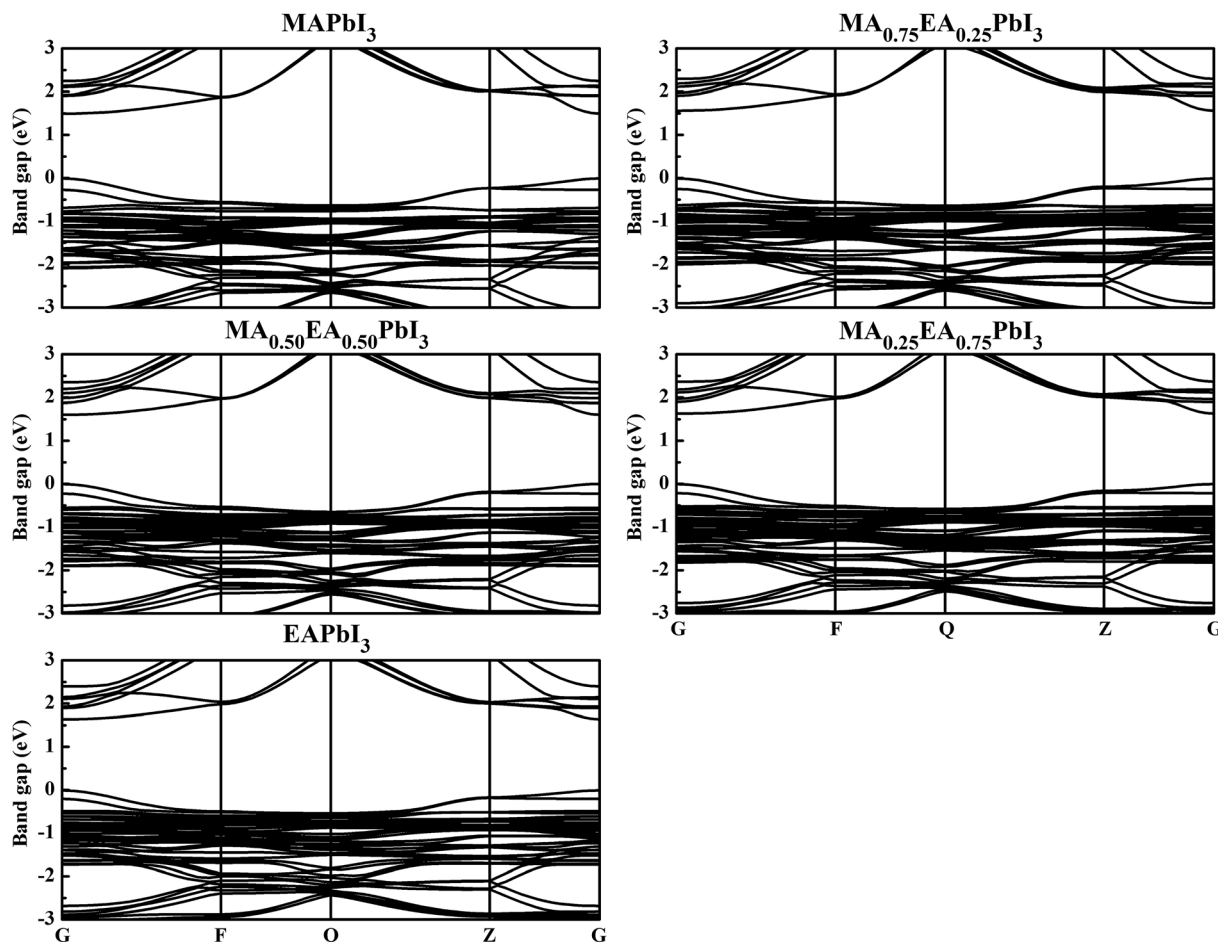 MAPbI₃
MA₀.₇₅EA₀.₂₅PbI₃
3
2
1
0
-1
-2
-3
Band gap (eV)
3
2
1
0
-1
-2
-3
Band gap (eV)
MA₀.₅₀EA₀.₅₀PbI₃
MA₀.₂₅EA₀.₇₅PbI₃
3
2
1
0
-1
-2
-3
Band gap (eV)
3
2
1
0
-1
-2
-3
Band gap (eV)
G F Q Z G
EAPbI₃
3
2
1
0
-1
-2
-3
Band gap (eV)
G F Q Z G